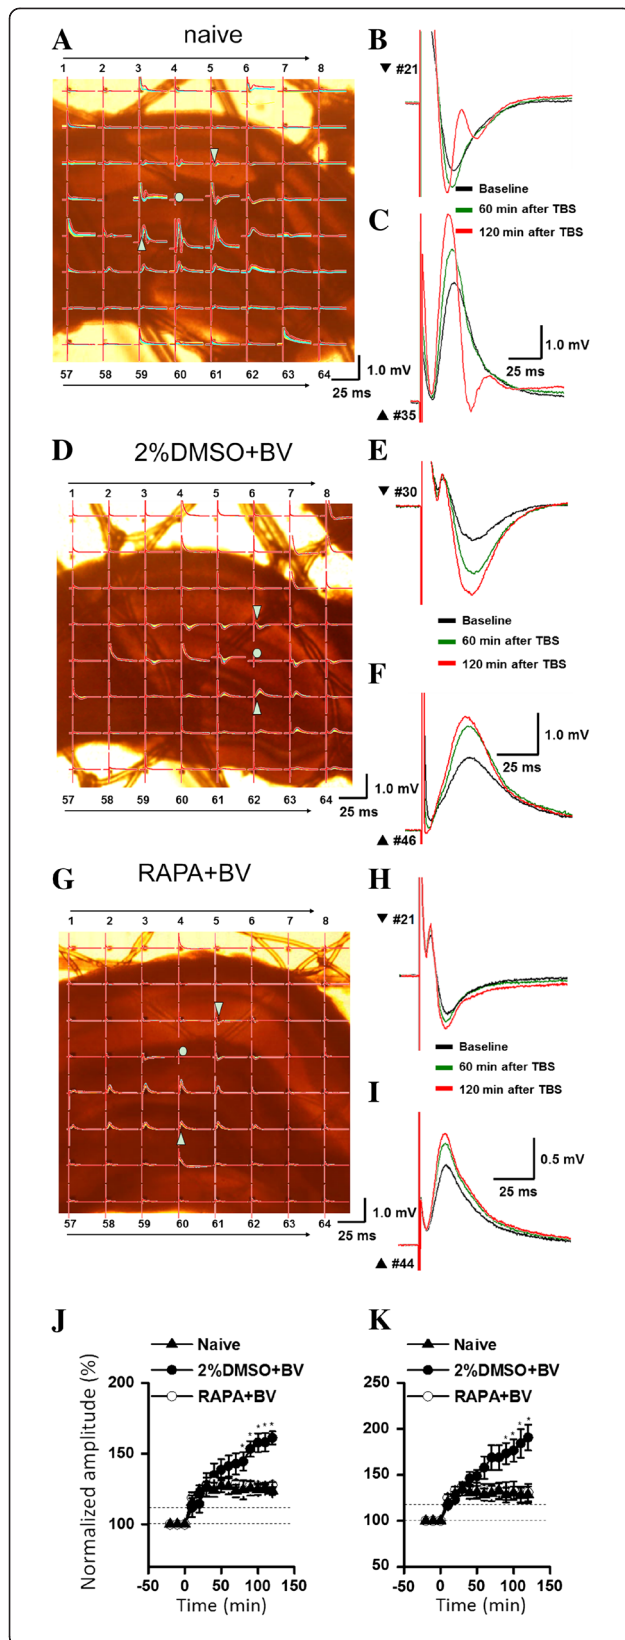 A
naive
1 2 3 4 5 6 7 8
57 58 59 60 61 62 63 64
1.0 mV
25 ms
B
▼ #21
Baseline
60 min after TBS
120 min after TBS
C
1.0 mV
25 ms
▲ #35
D
2%DMSO+BV
1 2 3 4 5 6 7 8
57 58 59 60 61 62 63 64
1.0 mV
25 ms
E
▼ #30
Baseline
60 min after TBS
120 min after TBS
F
1.0 mV
25 ms
▲ #46
G
RAPA+BV
1 2 3 4 5 6 7 8
57 58 59 60 61 62 63 64
1.0 mV
25 ms
H
▼ #21
Baseline
60 min after TBS
120 min after TBS
I
0.5 mV
25 ms
▲ #44
J
Naive
2%DMSO+BV
RAPA+BV
Normalized amplitude (%)
200
150
100
-50 0 50 100 150
Time (min)
* * * * *
K
Naive
2%DMSO+BV
RAPA+BV
250
200
150
100
50
-50 0 50 100 150
Time (min)
* * * *